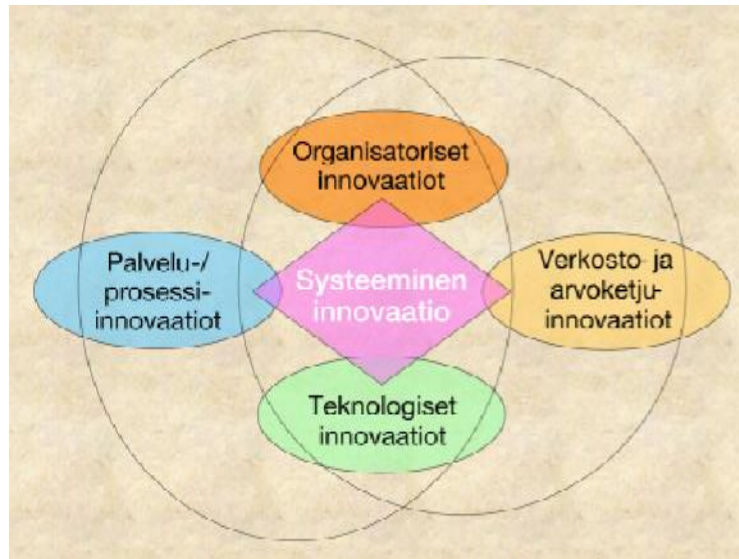 Organisatoriset
innovaatiot
Palvelu-/
prosessi-
innovaatiot
Systeeminen
innovaatio
Verkosto- ja
arvoketju-
innovaatiot
Teknologiset
innovaatiot